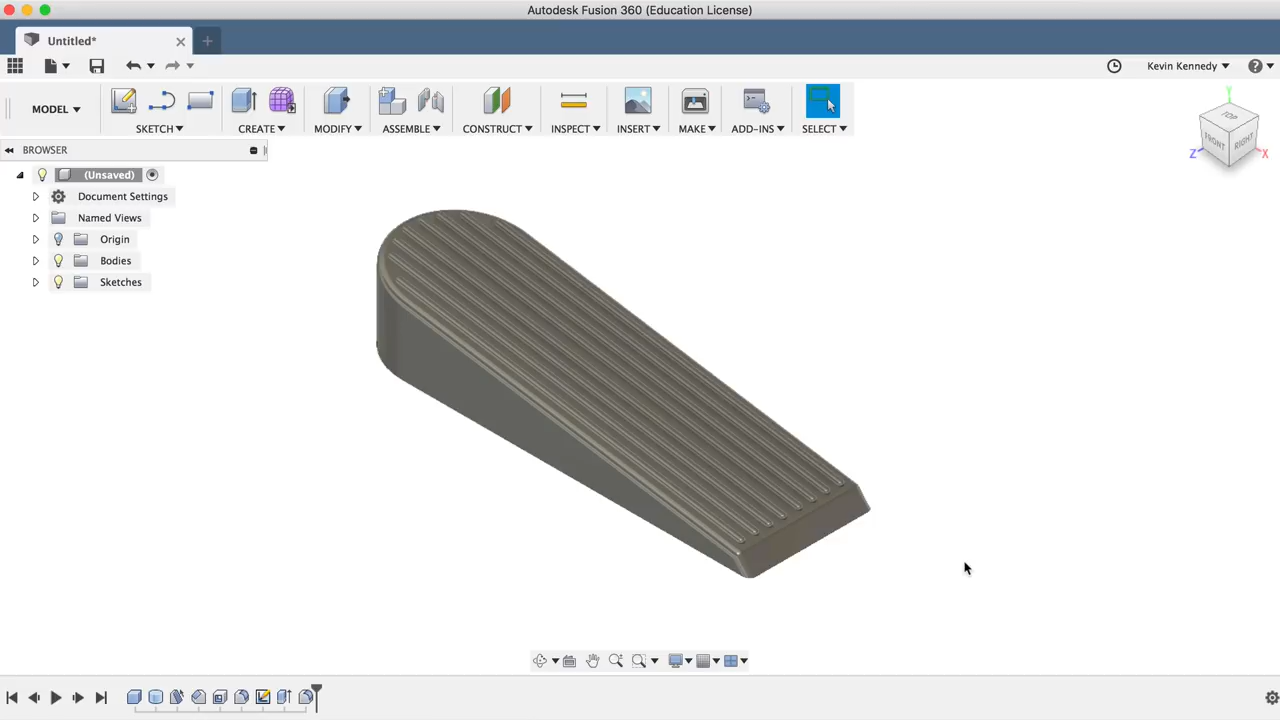 Autodesk Fusion 360 (Education License)
Untitled*
Kevin Kennedy
MODEL
SKETCH
CREATE
MODIFY
ASSEMBLE
CONSTRUCT
INSPECT
INSERT
MAKE
ADD-INS
SELECT
BROWSER
(Unsaved)
Document Settings
Named Views
Origin
Bodies
Sketches
Y
TOP
FRONT
RIGHT
Z
X